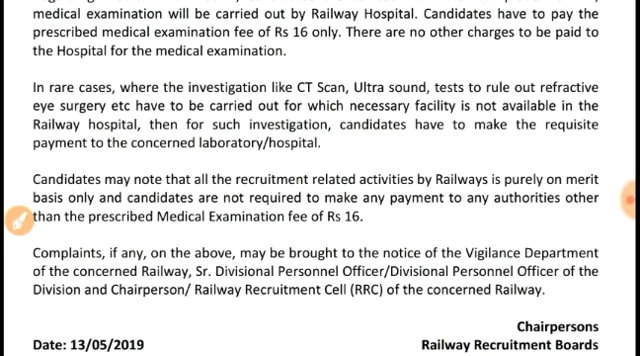 medical examination will be carried out by Railway Hospital. Candidates have to pay the
prescribed medical examination fee of Rs 16 only. There are no other charges to be paid to
the Hospital for the medical examination.
In rare cases, where the investigation like CT Scan, Ultra sound, tests to rule out refractive
eye surgery etc have to be carried out for which necessary facility is not available in the
Railway hospital, then for such investigation, candidates have to make the requisite
payment to the concerned laboratory/hospital.
Candidates may note that all the recruitment related activities by Railways is purely on merit
basis only and candidates are not required to make any payment to any authorities other
than the prescribed Medical Examination fee of Rs 16.
Complaints, if any, on the above, may be brought to the notice of the Vigilance Department
of the concerned Railway, Sr. Divisional Personnel Officer/Divisional Personnel Officer of the
Division and Chairperson/ Railway Recruitment Cell (RRC) of the concerned Railway.
Chairpersons
Date: 13/05/2019 Railway Recruitment Boards